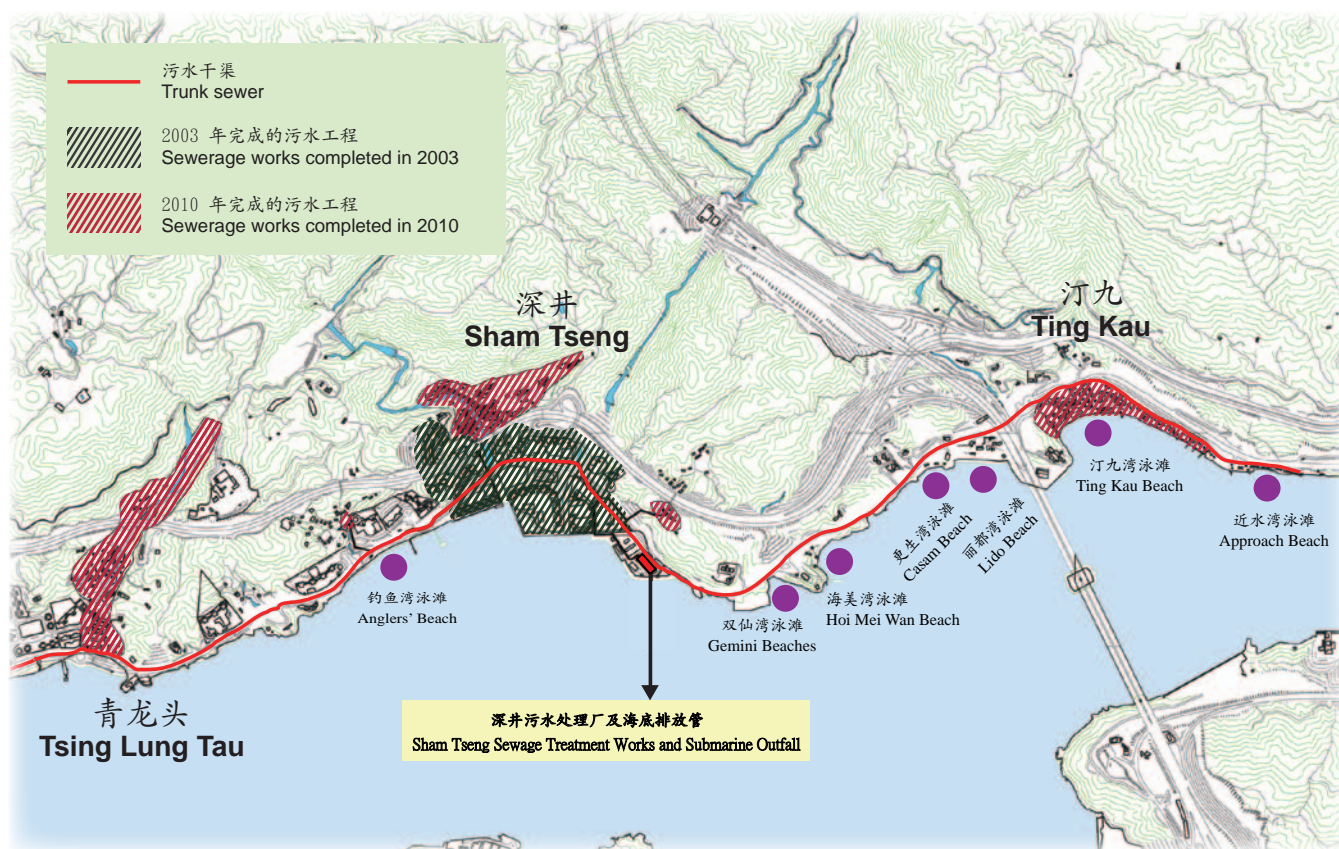 污水干渠
Trunk sewer
2003 年完成的污水工程
Sewerage works completed in 2003
2010 年完成的污水工程
Sewerage works completed in 2010
深井
Sham Tseng
汀九
Ting Kau
汀九湾泳滩
Ting Kau Beach
近水湾泳滩
Approach Beach
更生湾泳滩
Casam Beach
丽都湾泳滩
Lido Beach
海美湾泳滩
Hoi Mei Wan Beach
双仙湾泳滩
Gemini Beaches
钓鱼湾泳滩
Anglers' Beach
青龙头
Tsing Lung Tau
深井污水处理厂及海底排放管
Sham Tseng Sewage Treatment Works and Submarine Outfall